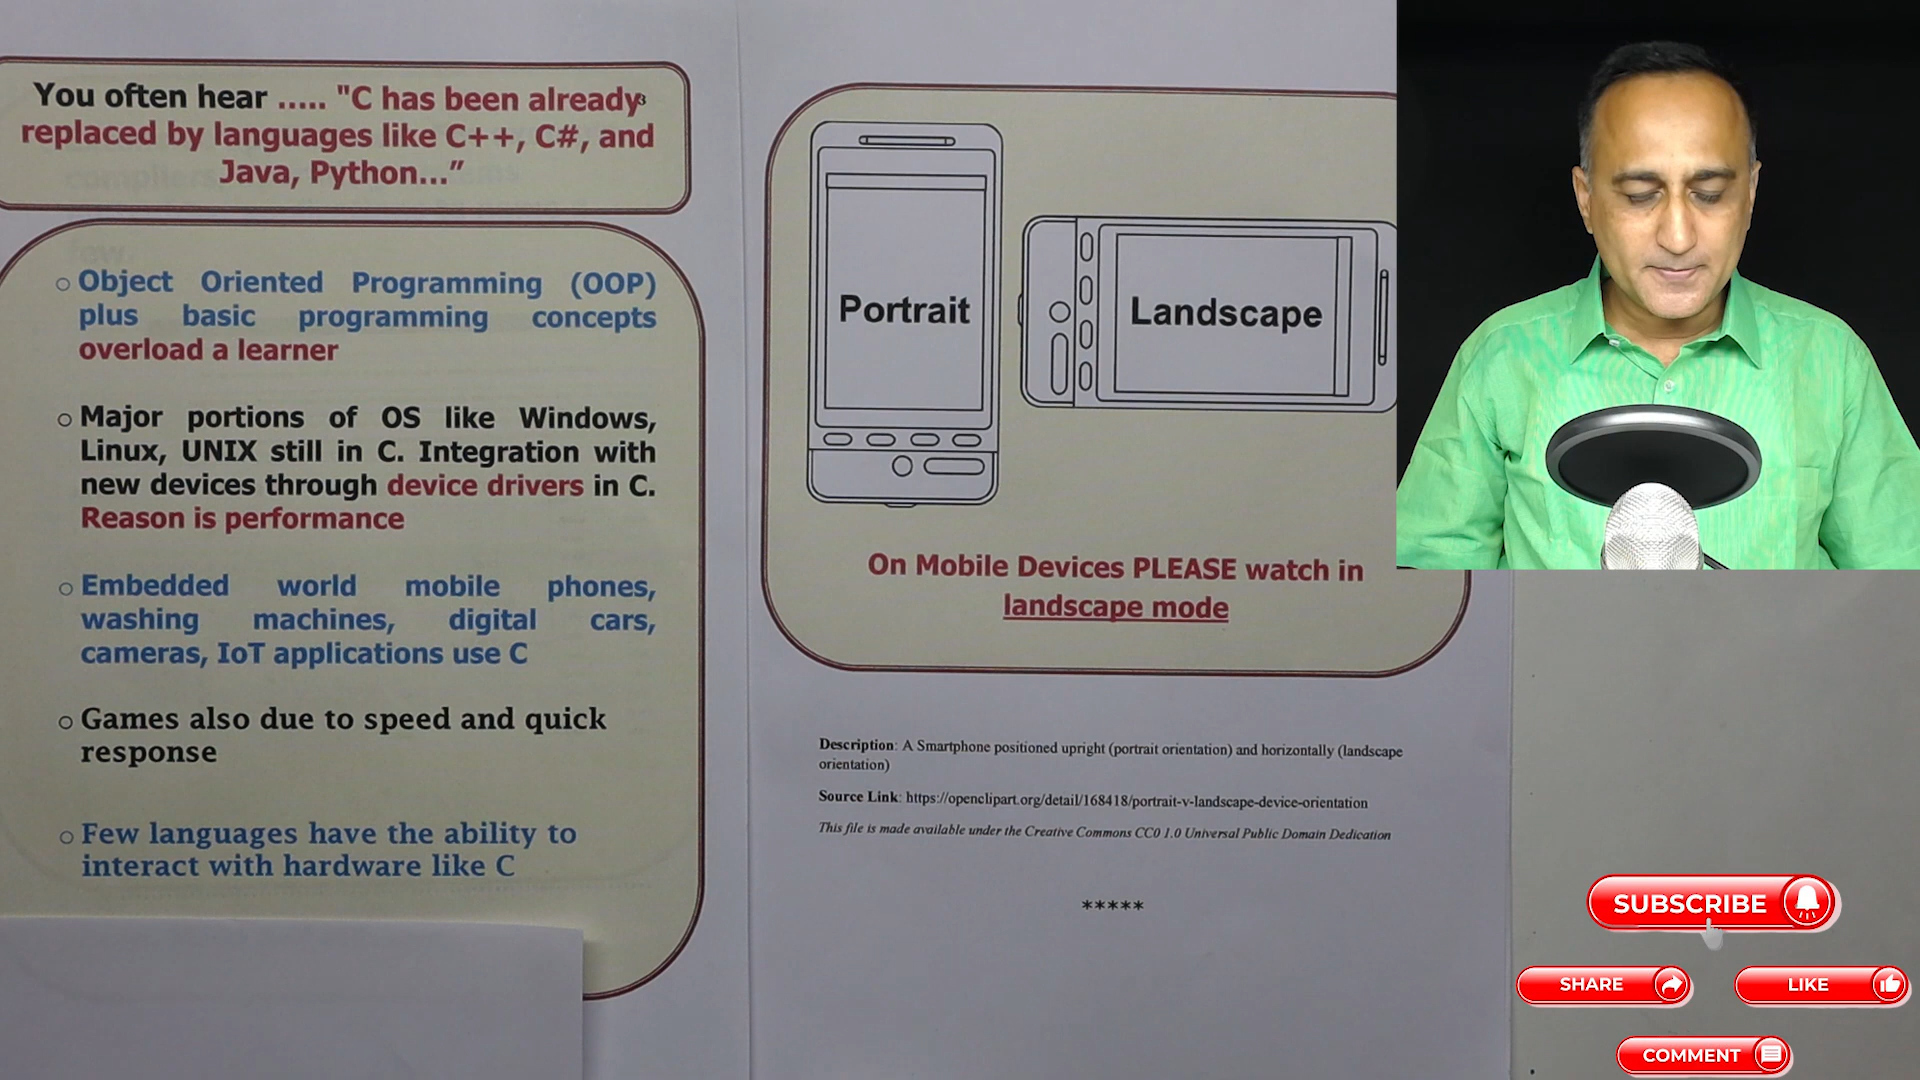 You often hear ..... "C has been already
replaced by languages like C++, C#, and
Java, Python...”
○ Object Oriented Programming (OOP)
plus basic programming concepts
overload a learner
○ Major portions of OS like Windows,
Linux, UNIX still in C. Integration with
new devices through device drivers in C.
Reason is performance
○ Embedded world mobile phones,
washing machines, digital cars,
cameras, IoT applications use C
○ Games also due to speed and quick
response
○ Few languages have the ability to
interact with hardware like C
Portrait
Landscape
On Mobile Devices PLEASE watch in
landscape mode
Description: A Smartphone positioned upright (portrait orientation) and horizontally (landscape
orientation)
Source Link: https://openclipart.org/detail/168418/portrait-v-landscape-device-orientation
This file is made available under the Creative Commons CC0 1.0 Universal Public Domain Dedication
*****
SUBSCRIBE
SHARE
LIKE
COMMENT